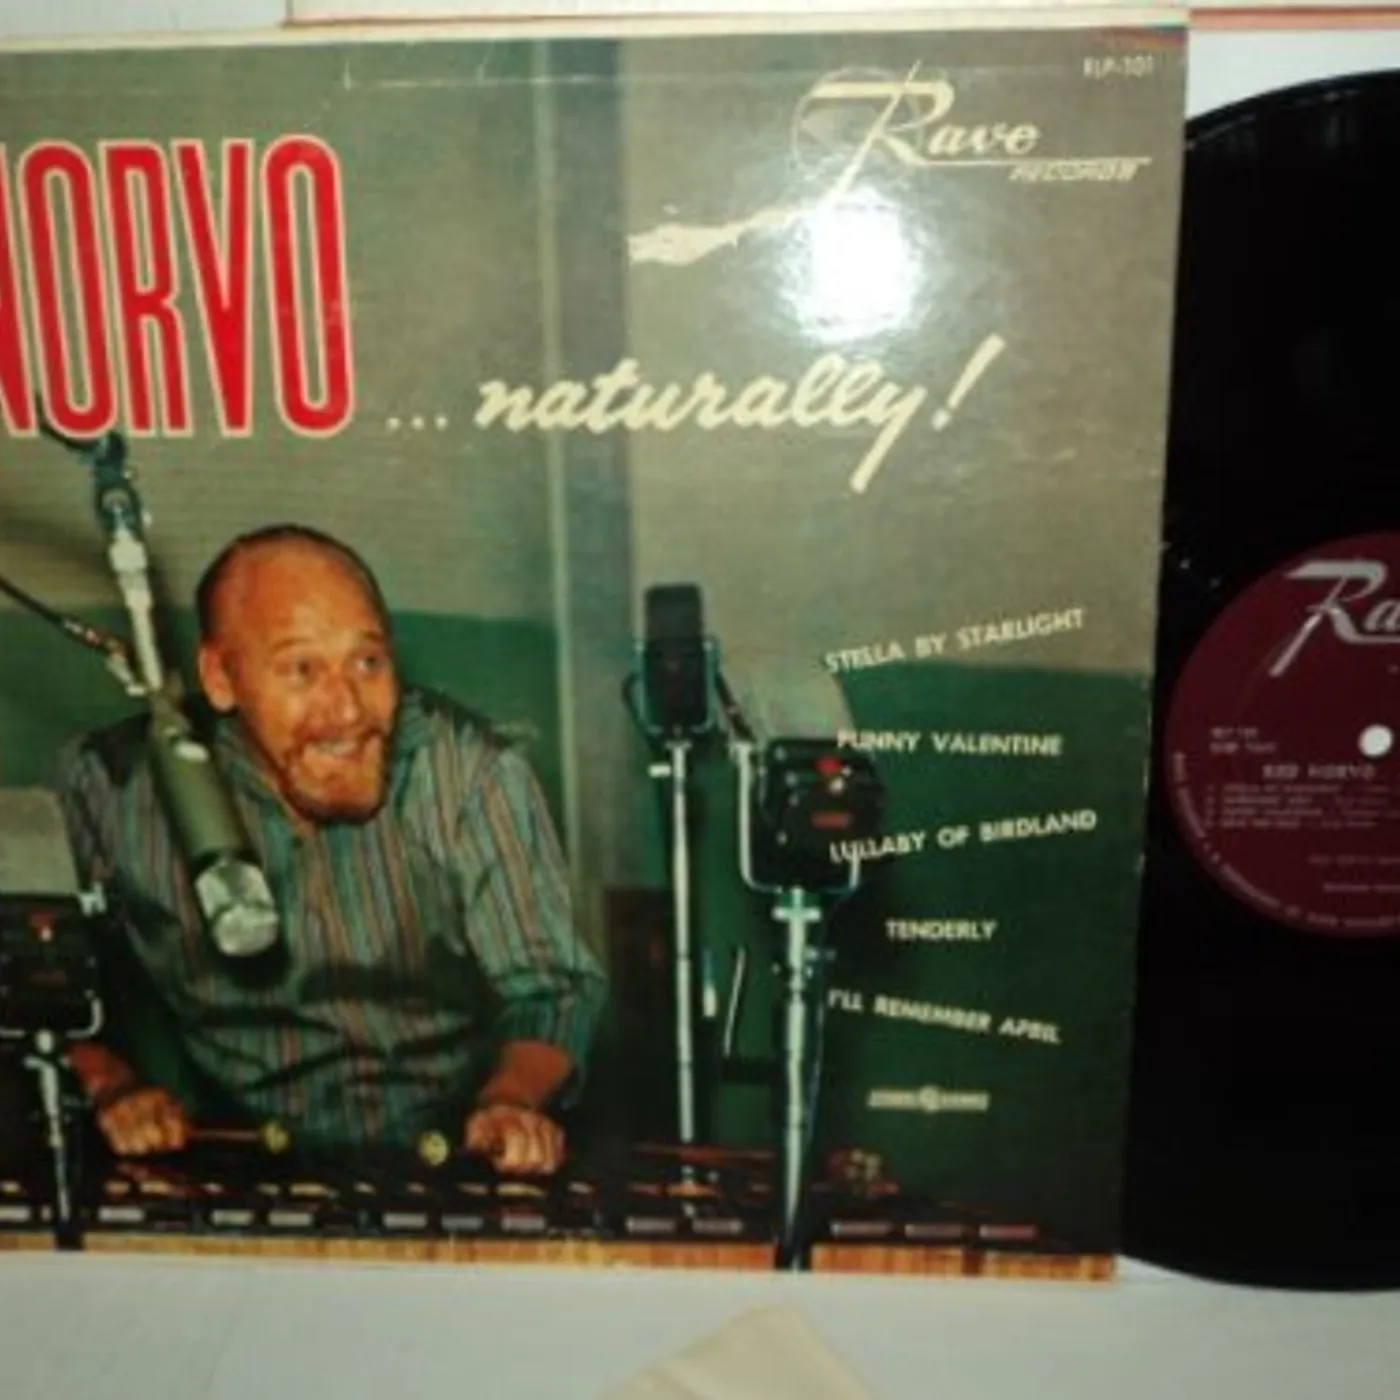 RLP-101
Rave
RECORDS
NORVO
... naturally!
STELLA BY STARLIGHT
FUNNY VALENTINE
LULLABY OF BIRDLAND
TENDERLY
I'LL REMEMBER APRIL
Ra
RED NORVO